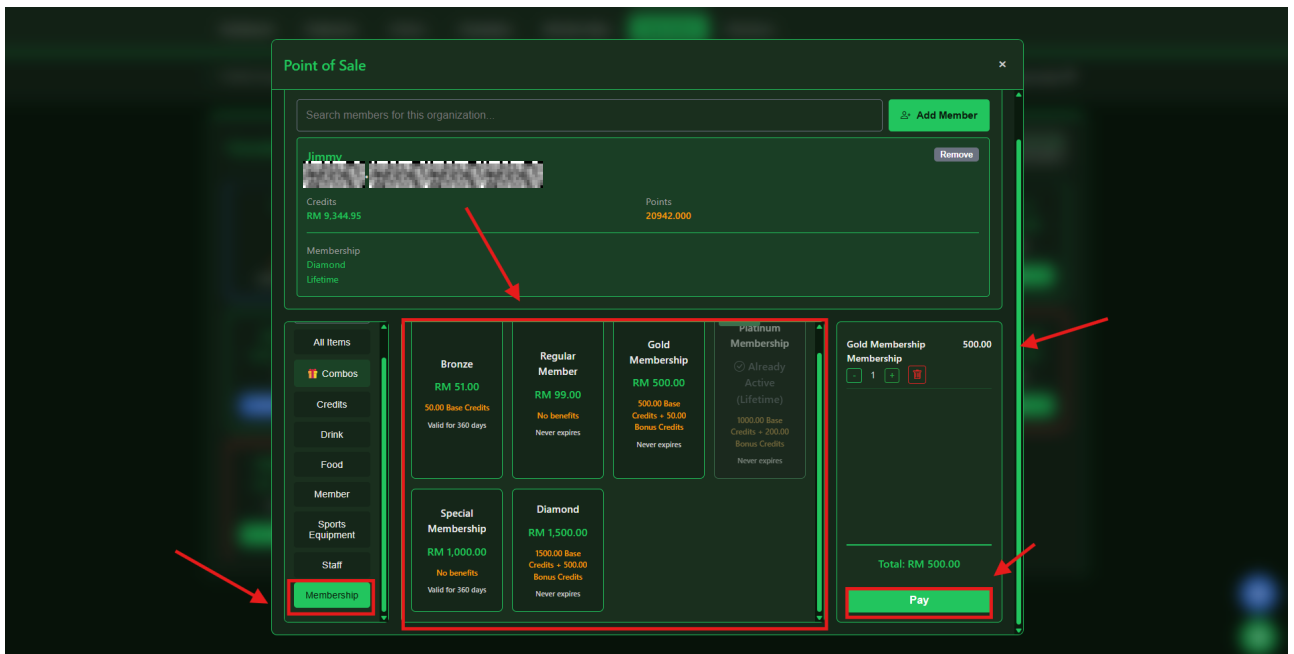 Point of Sale
×
Search members for this organization...
Add Member
Jimmy
Remove
Credits
Points
RM 9,344.95
20942.000
Membership
Diamond
Lifetime
All Items
Combos
Credits
Drink
Food
Member
Sports
Equipment
Staff
Membership
Bronze
RM 51.00
50.00 Base Credits
Valid for 360 days
Regular
Member
RM 99.00
No benefits
Never expires
Gold
Membership
RM 500.00
500.00 Base
Credits + 50.00
Bonus Credits
Never expires
Platinum
Membership
Already
Active
(Lifetime)
1000.00 Base
Credits + 200.00
Bonus Credits
Never expires
Special
Membership
RM 1,000.00
No benefits
Valid for 360 days
Diamond
RM 1,500.00
1500.00 Base
Credits + 500.00
Bonus Credits
Never expires
Gold Membership 500.00
Membership
- 1 +
Total: RM 500.00
Pay